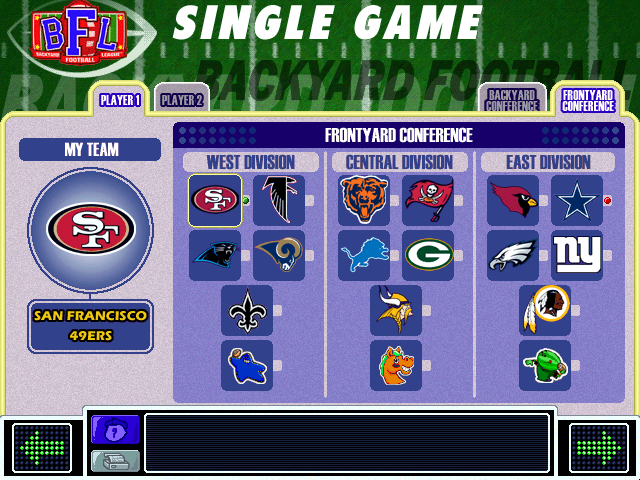 BFL
BACKYARD FOOTBALL LEAGUE
SINGLE GAME
BACKYARD FOOTBALL
PLAYER 1
PLAYER 2
BACKYARD CONFERENCE
FRONTYARD CONFERENCE
MY TEAM
FRONTYARD CONFERENCE
WEST DIVISION
CENTRAL DIVISION
EAST DIVISION
SF
SF
G
ny
SAN FRANCISCO
49ERS
?